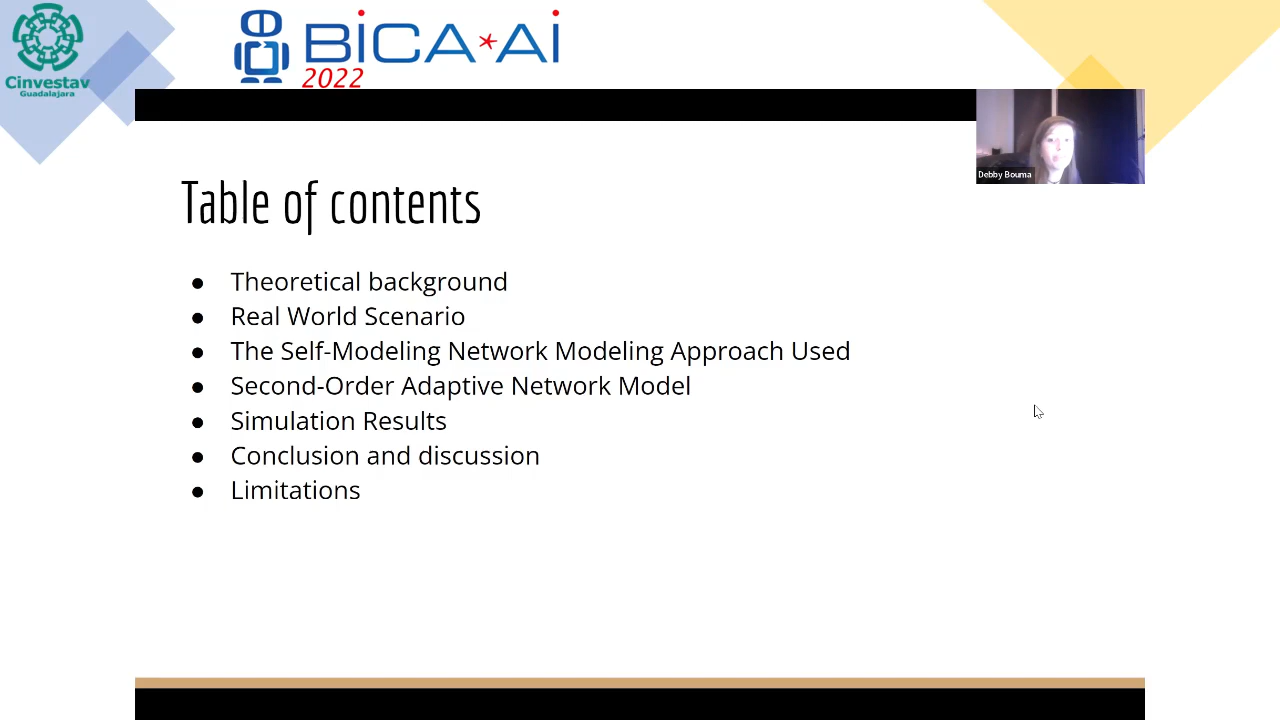 Cinvestav
Guadalajara
BiCA*Ai
2022
Debby Bouma
Table of contents
● Theoretical background
● Real World Scenario
● The Self-Modeling Network Modeling Approach Used
● Second-Order Adaptive Network Model
● Simulation Results
● Conclusion and discussion
● Limitations